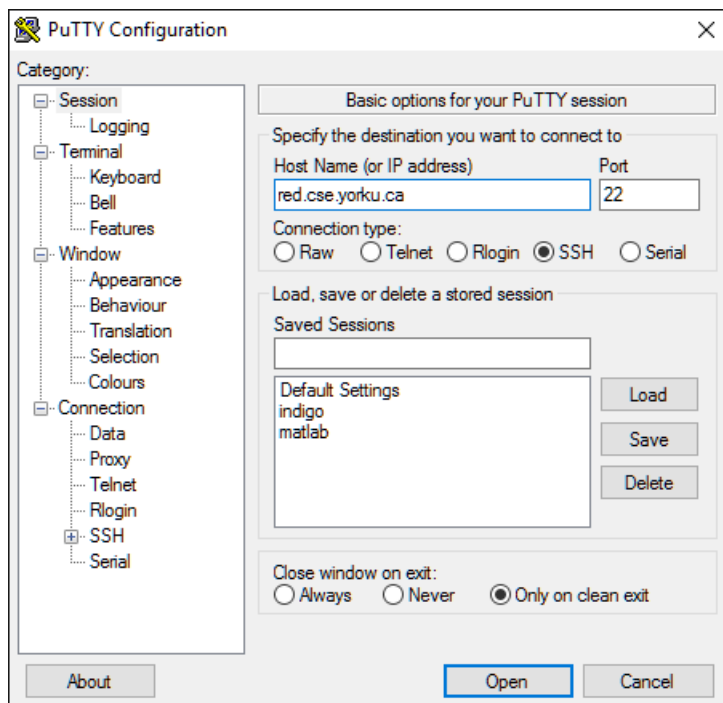 PuTTY Configuration
Category:
Session
Logging
Terminal
Keyboard
Bell
Features
Window
Appearance
Behaviour
Translation
Selection
Colours
Connection
Data
Proxy
Telnet
Rlogin
SSH
Serial
Basic options for your PuTTY session
Specify the destination you want to connect to
Host Name (or IP address) Port
red.cse.yorku.ca 22
Connection type:
Raw Telnet Rlogin SSH Serial
Load, save or delete a stored session
Saved Sessions
Default Settings
indigo
matlab
Load
Save
Delete
Close window on exit:
Always Never Only on clean exit
About Open Cancel